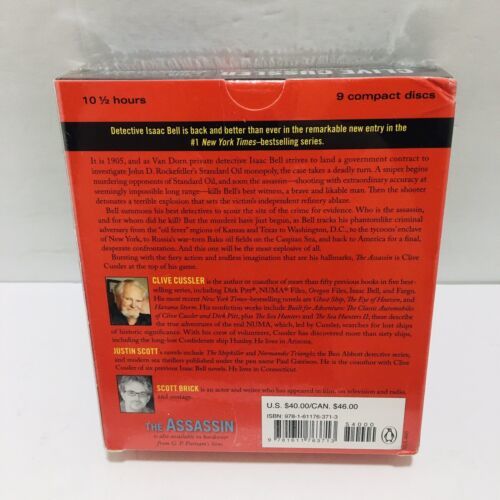 CLIVE CUSSLER
10 ½ hours
9 compact discs
Detective Isaac Bell is back and better than ever in the remarkable new entry in the
#1 New York Times-bestselling series.
It is 1905, and as Van Dorn private detective Isaac Bell strives to land a government contract to
investigate John D. Rockefeller's Standard Oil monopoly, the case takes a deadly turn. A sniper begins
murdering opponents of Standard Oil, and soon the assassin—shooting with extraordinary accuracy at
seemingly impossible long range—kills Bell's best witness, a brave and likable man. Then the shooter
detonates a terrible explosion that sets the victim's independent refinery ablaze.
Bell summons his best detectives to scour the site of the crime for evidence. Who is the assassin,
and for whom did he kill? But the murders have just begun, as Bell tracks his phantomlike criminal
adversary from the "oil fever" regions of Kansas and Texas to Washington, D.C., to the tycoons' enclave
of New York, to Russia's war-torn Baku oil fields on the Caspian Sea, and back to America for a final,
desperate confrontation. And this one will be the most explosive of all.
Bursting with the fiery action and endless imagination that are his hallmarks, The Assassin is Clive
Cussler at the top of his game.
CLIVE CUSSLER is the author or coauthor of more than fifty previous books in five best-
selling series, including Dirk Pitt®, NUMA® Files, Oregon Files, Isaac Bell, and Fargo.
His most recent New York Times-bestselling novels are Ghost Ship, The Eye of Heaven, and
Havana Storm. His nonfiction works include Built for Adventure: The Classic Automobiles
of Clive Cussler and Dirk Pitt, plus The Sea Hunters and The Sea Hunters II; these describe
the true adventures of the real NUMA, which, led by Cussler, searches for lost ships
of historic significance. With his crew of volunteers, Cussler has discovered more than sixty ships,
including the long-lost Confederate ship Hunley. He lives in Arizona.
JUSTIN SCOTT's novels include The Shipkiller and Normandie Triangle; the Ben Abbott detective series;
and modern sea thrillers published under the pen name Paul Garrison. He is the coauthor with Clive
Cussler of six previous Isaac Bell novels. He lives in Connecticut.
SCOTT BRICK is an actor and writer who has appeared in film, on television and radio,
and onstage.
THE ASSASSIN
is also available in hardcover
from G. P. Putnam's Sons.
U.S. $40.00/CAN. $46.00
ISBN: 978-1-61176-371-3
54000
9 781611 763713